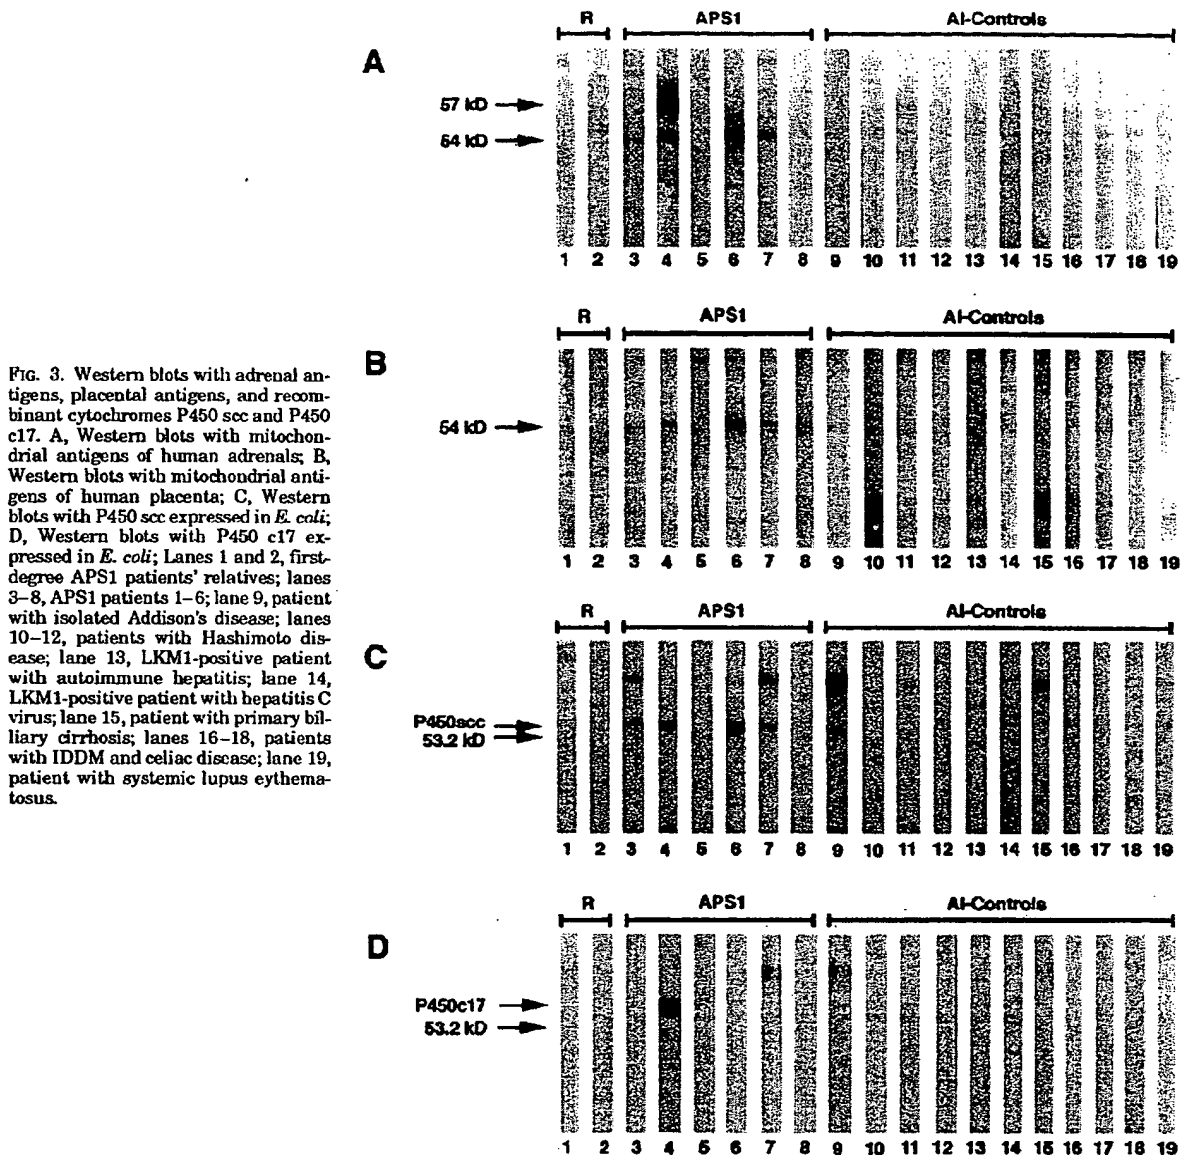 R APS1 AI-Controls
A
57 kD
54 kD
1 2 3 4 5 6 7 8 9 10 11 12 13 14 15 16 17 18 19
R APS1 AI-Controls
B
54 kD
1 2 3 4 5 6 7 8 9 10 11 12 13 14 15 16 17 18 19
R APS1 AI-Controls
C
P450scc
53.2 kD
1 2 3 4 5 6 7 8 9 10 11 12 13 14 15 16 17 18 19
R APS1 AI-Controls
D
P450c17
53.2 kD
1 2 3 4 5 6 7 8 9 10 11 12 13 14 15 16 17 18 19
FIG. 3. Western blots with adrenal an-
tigens, placental antigens, and recom-
binant cytochromes P450 scc and P450
c17. A, Western blots with mitochon-
drial antigens of human adrenals; B,
Western blots with mitochondrial anti-
gens of human placenta; C, Western
blots with P450 scc expressed in E. coli;
D, Western blots with P450 c17 ex-
pressed in E. coli; Lanes 1 and 2, first-
degree APS1 patients' relatives; lanes
3–8, APS1 patients 1–6; lane 9, patient
with isolated Addison's disease; lanes
10–12, patients with Hashimoto dis-
ease; lane 13, LKM1-positive patient
with autoimmune hepatitis; lane 14,
LKM1-positive patient with hepatitis C
virus; lane 15, patient with primary bil-
liary cirrhosis; lanes 16–18, patients
with IDDM and celiac disease; lane 19,
patient with systemic lupus eythema-
tosus.